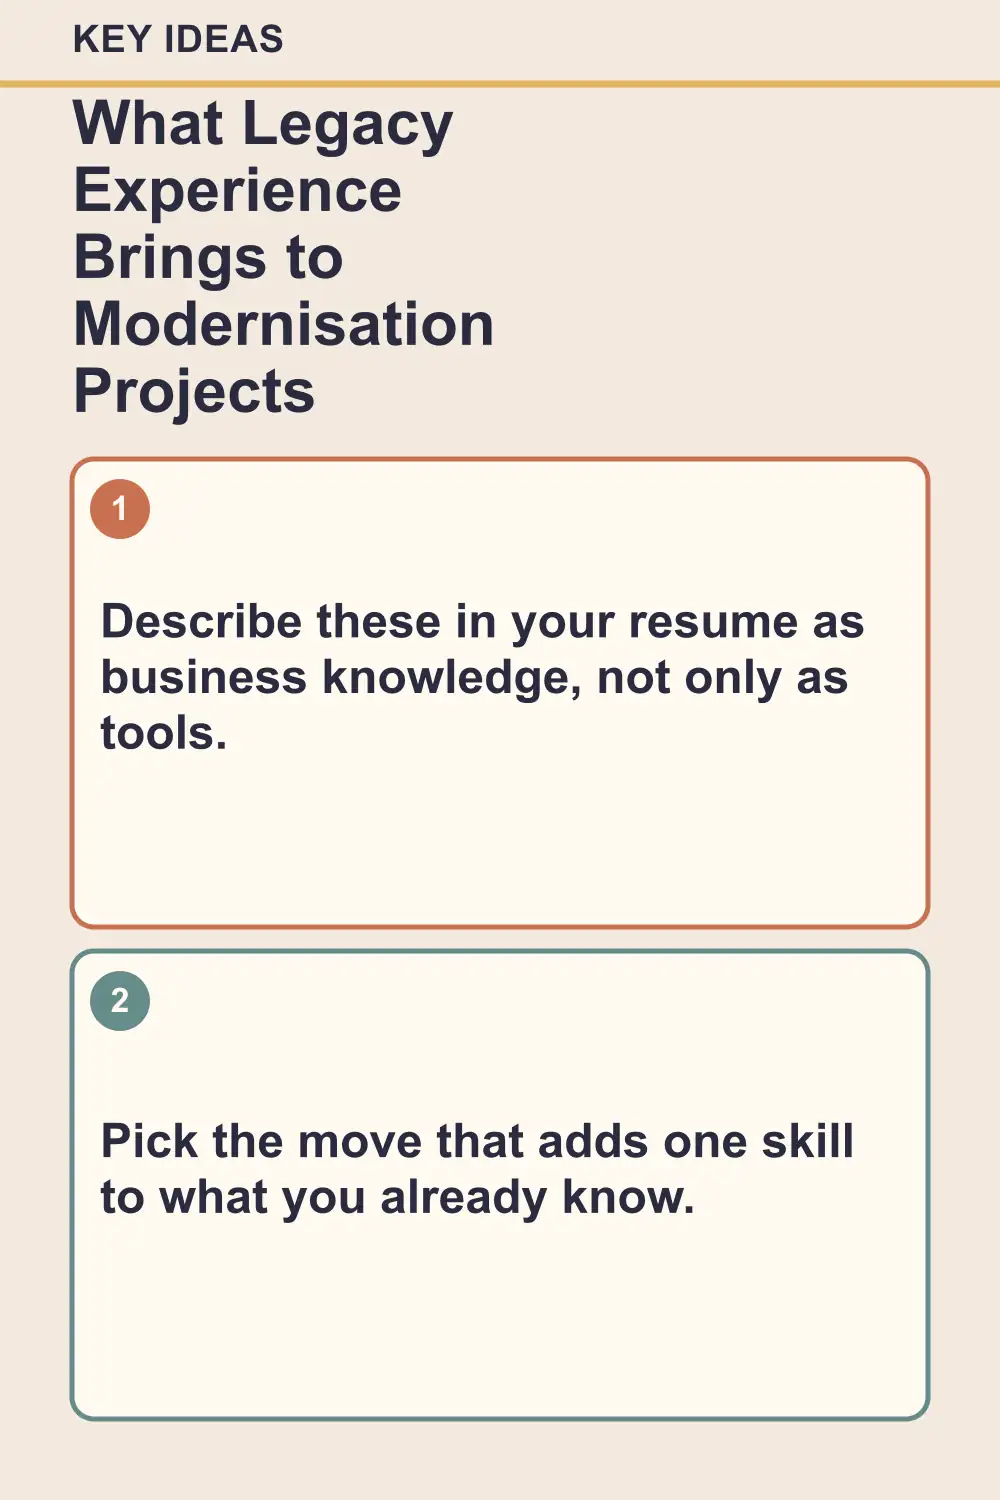 KEY IDEAS
What Legacy
Experience
Brings to
Modernisation
Projects
1
Describe these in your resume as
business knowledge, not only as
tools.
2
Pick the move that adds one skill
to what you already know.